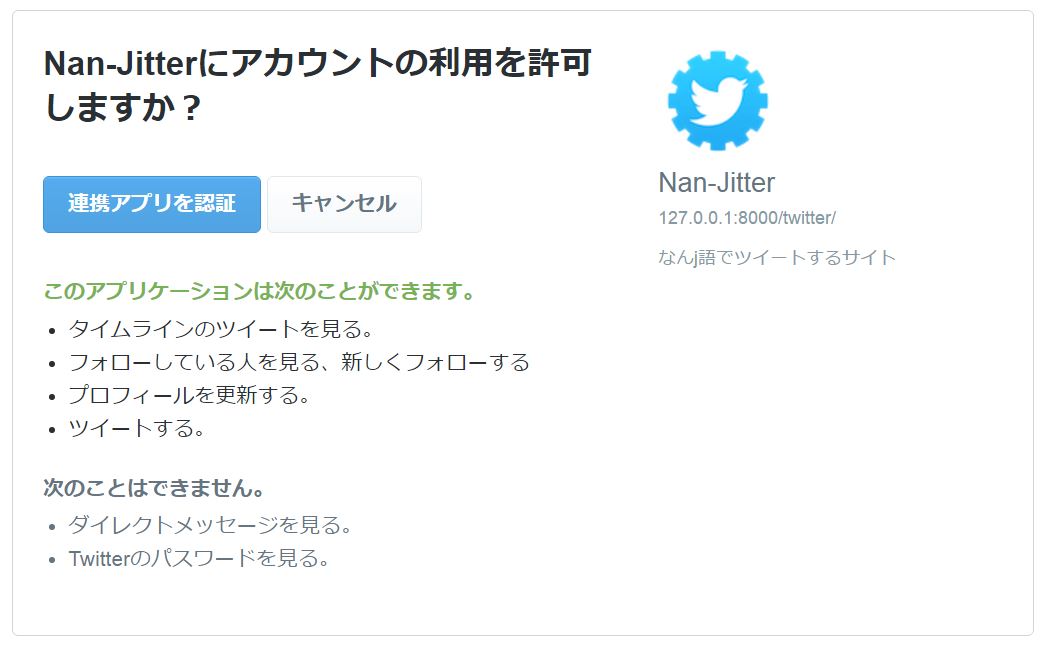 Nan-Jitterにアカウントの利用を許可
しますか？
連携アプリを認証
キャンセル
このアプリケーションは次のことができます。
• タイムラインのツイートを見る。
• フォローしている人を見る、新しくフォローする
• プロフィールを更新する。
• ツイートする。
次のことはできません。
• ダイレクトメッセージを見る。
• Twitterのパスワードを見る。
Nan-Jitter
127.0.0.1:8000/twitter/
なんj語でツイートするサイト